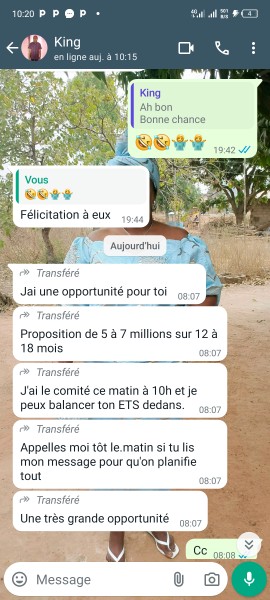 10:20 P P P •
4G 501 B/S 4
King
en ligne auj. à 10:15
King
Ah bon
Bonne chance
🤣🤣🤷‍♂️🤷‍♂️
19:42
Vous
🤣🤣🤷‍♂️🤷‍♂️
Félicitation à eux 19:44
Aujourd'hui
Transféré
Jai une opportunité pour toi 08:07
Transféré
Proposition de 5 à 7 millions sur 12 à
18 mois 08:07
Transféré
J'ai le comité ce matin à 10h et je
peux balancer ton ETS dedans. 08:07
Transféré
Appelles moi tôt le.matin si tu lis
mon message pour qu'on planifie
tout 08:07
Transféré
Une très grande opportunité 08:07
Cc 08:08
Message